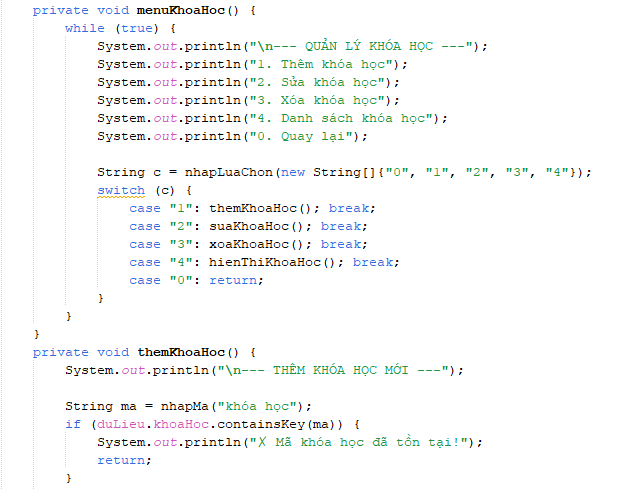 private void menuKhoaHoc() {
while (true) {
System.out.println("\n--- QUẢN LÝ KHÓA HỌC ---");
System.out.println("1. Thêm khóa học");
System.out.println("2. Sửa khóa học");
System.out.println("3. Xóa khóa học");
System.out.println("4. Danh sách khóa học");
System.out.println("0. Quay lại");
String c = nhapLuaChon(new String[]{"0", "1", "2", "3", "4"});
switch (c) {
case "1": themKhoaHoc(); break;
case "2": suaKhoaHoc(); break;
case "3": xoaKhoaHoc(); break;
case "4": hienThiKhoaHoc(); break;
case "0": return;
}
}
}
private void themKhoaHoc() {
System.out.println("\n--- THÊM KHÓA HỌC MỚI ---");
String ma = nhapMa("khóa học");
if (duLieu.khoaHoc.containsKey(ma)) {
System.out.println("✗ Mã khóa học đã tồn tại!");
return;
}